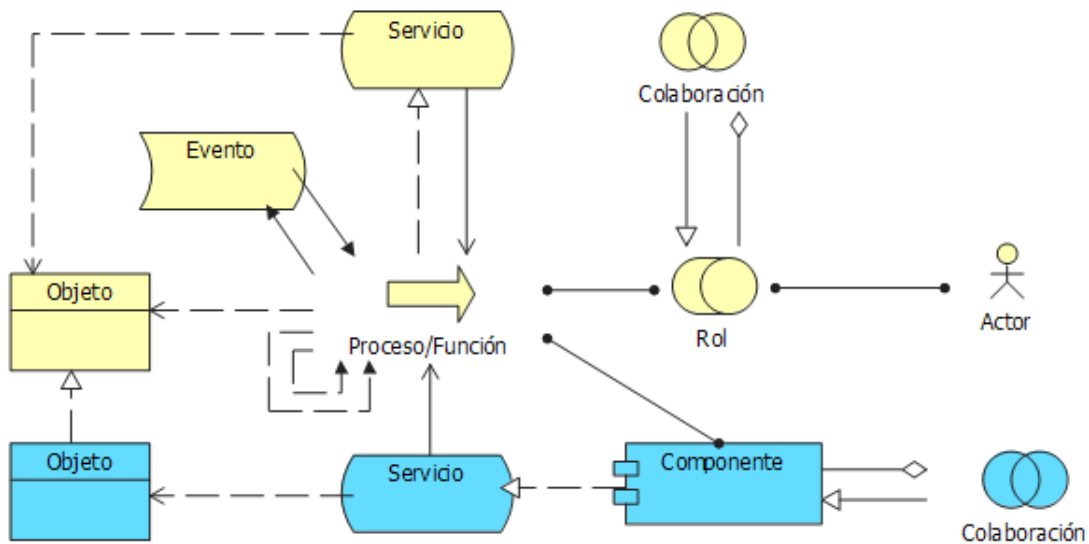 Servicio
Colaboración
Evento
Objeto
Proceso/Función
Rol
Actor
Objeto
Servicio
Componente
Colaboración